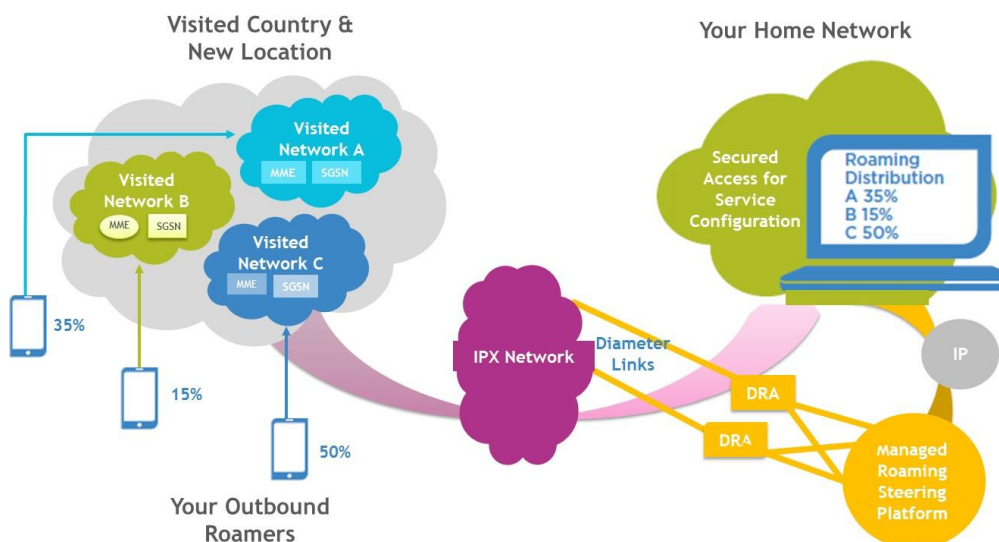 Visited Country &
New Location
Your Home Network
Visited
Network A
MME
SGSN
Visited
Network B
MME
SGSN
Visited
Network C
MME
SGSN
35%
15%
50%
Your Outbound
Roamers
IPX Network
Diameter
Links
DRA
DRA
Secured
Access for
Service
Configuration
Roaming
Distribution
A 35%
B 15%
C 50%
IP
Managed
Roaming
Steering
Platform